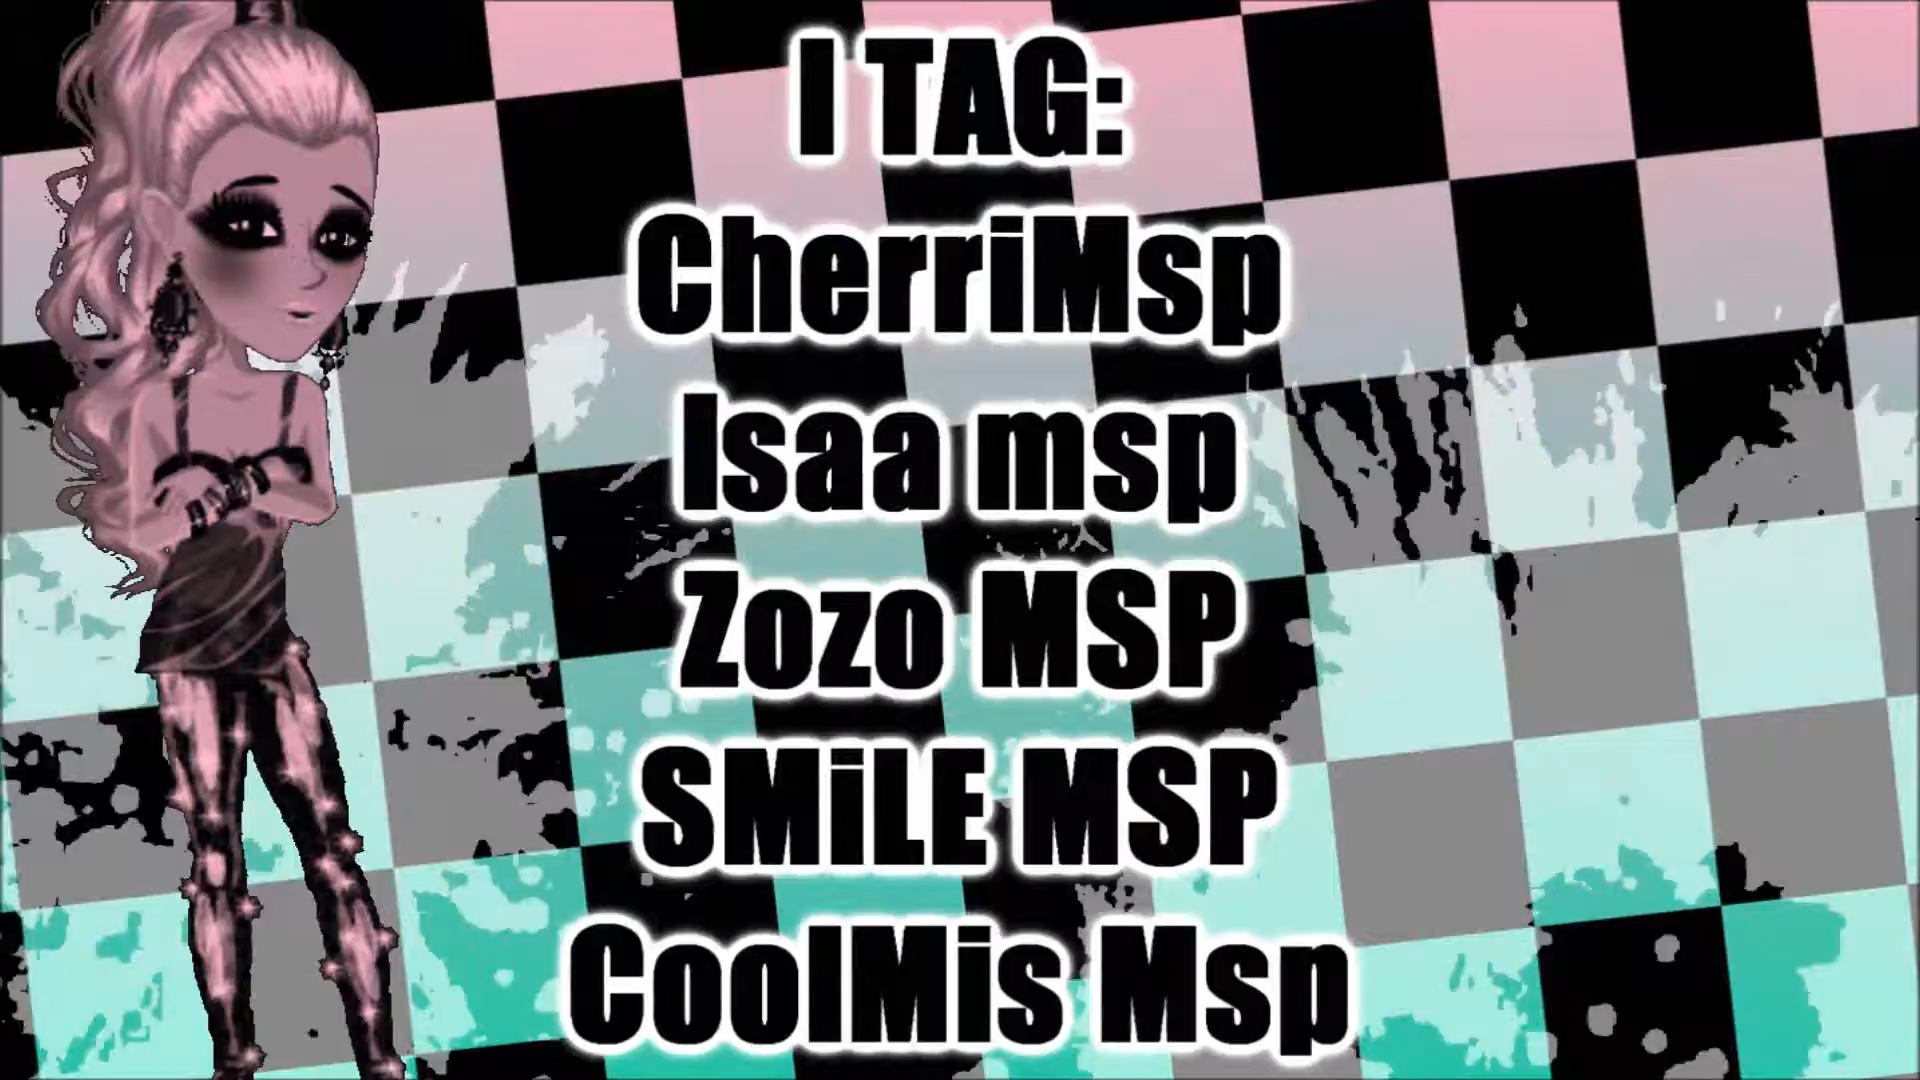 I TAG:
CherriMsp
Isaa msp
Zozo MSP
SMiLE MSP
CoolMis Msp